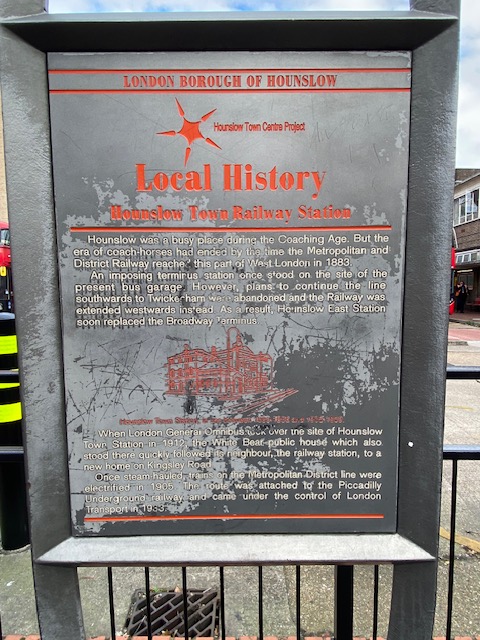 LONDON BOROUGH OF HOUNSLOW
Hounslow Town Centre Project
Local History
Hounslow Town Railway Station
Hounslow was a busy place during the Coaching Age. But the
era of coach-horses had ended by the time the Metropolitan and
District Railway reached this part of West London in 1883.
An imposing terminus station once stood on the site of the
present bus garage. However, plans to continue the line
southwards to Twickenham were abandoned and the Railway was
extended westwards instead. As a result, Hounslow East Station
soon replaced the Broadway terminus.
Hounslow Town Station
When London General Omnibus took over the site of Hounslow
Town Station in 1912, the White Bear public house which also
stood there quickly followed its neighbour, the railway station, to a
new home on Kingsley Road.
Once steam hauled, trains on the Metropolitan District line were
electrified in 1905. The route was attached to the Piccadilly
Underground railway and came under the control of London
Transport in 1933.